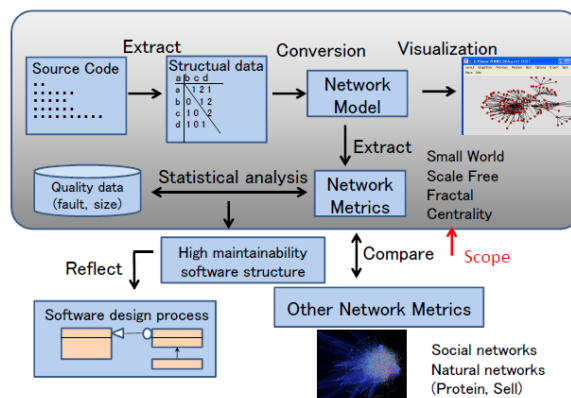 Extract
Conversion
Visualization
Source Code
Structual data
a b c d
a 1 2 1
b 0 1 2
c 1 0 2
d 1 0 1
Network
Model
Extract
Small World
Scale Free
Fractal
Centrality
Quality data
(fault, size)
Statistical analysis
Network
Metrics
Scope
High maintainability
software structure
Compare
Reflect
Software design process
Other Network Metrics
Social networks
Natural networks
(Protein, Sell)